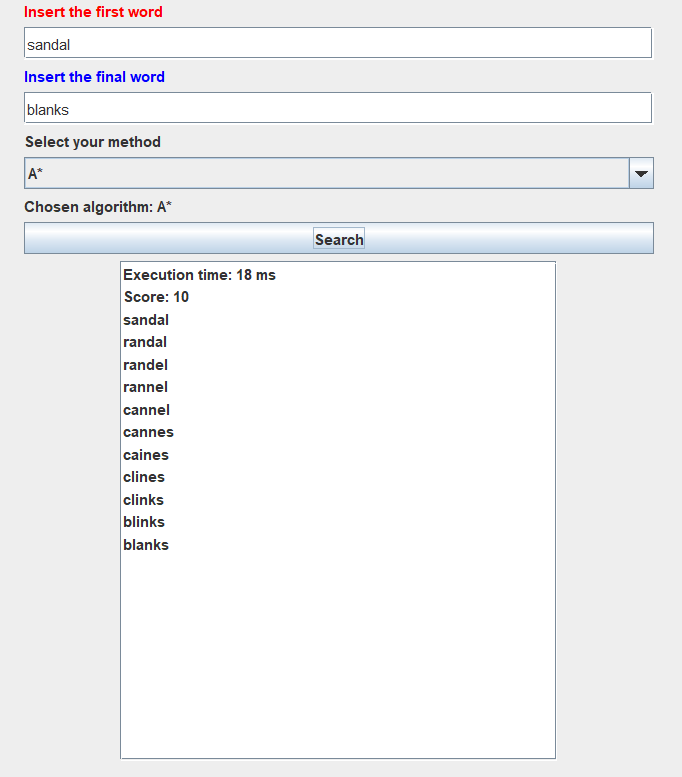 Insert the first word
sandal
Insert the final word
blanks
Select your method
A*
Chosen algorithm: A*
Search
Execution time: 18 ms
Score: 10
sandal
randal
randel
rannel
cannel
cannes
caines
clines
clinks
blinks
blanks